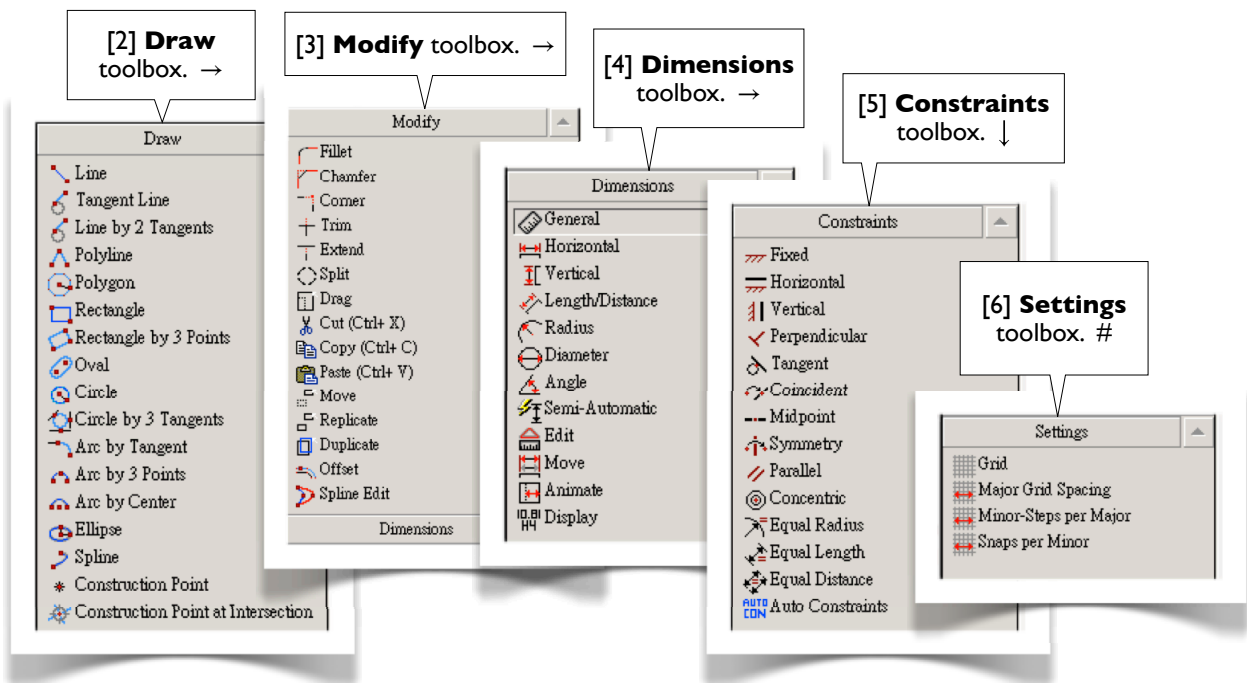 [2] Draw
toolbox. →
Draw
Line
Tangent Line
Line by 2 Tangents
Polyline
Polygon
Rectangle
Rectangle by 3 Points
Oval
Circle
Circle by 3 Tangents
Arc by Tangent
Arc by 3 Points
Arc by Center
Ellipse
Spline
Construction Point
Construction Point at Intersection
[3] Modify toolbox. →
Modify
Fillet
Chamfer
Corner
Trim
Extend
Split
Drag
Cut (Ctrl+ X)
Copy (Ctrl+ C)
Paste (Ctrl+ V)
Move
Replicate
Duplicate
Offset
Spline Edit
Dimensions
[4] Dimensions
toolbox. →
Dimensions
General
Horizontal
Vertical
Length/Distance
Radius
Diameter
Angle
Semi-Automatic
Edit
Move
Animate
10.81
H4
Display
[5] Constraints
toolbox. ↓
Constraints
Fixed
Horizontal
Vertical
Perpendicular
Tangent
Coincident
Midpoint
Symmetry
Parallel
Concentric
Equal Radius
Equal Length
Equal Distance
AUTO
CON
Auto Constraints
[6] Settings
toolbox. #
Settings
Grid
Major Grid Spacing
Minor-Steps per Major
Snaps per Minor